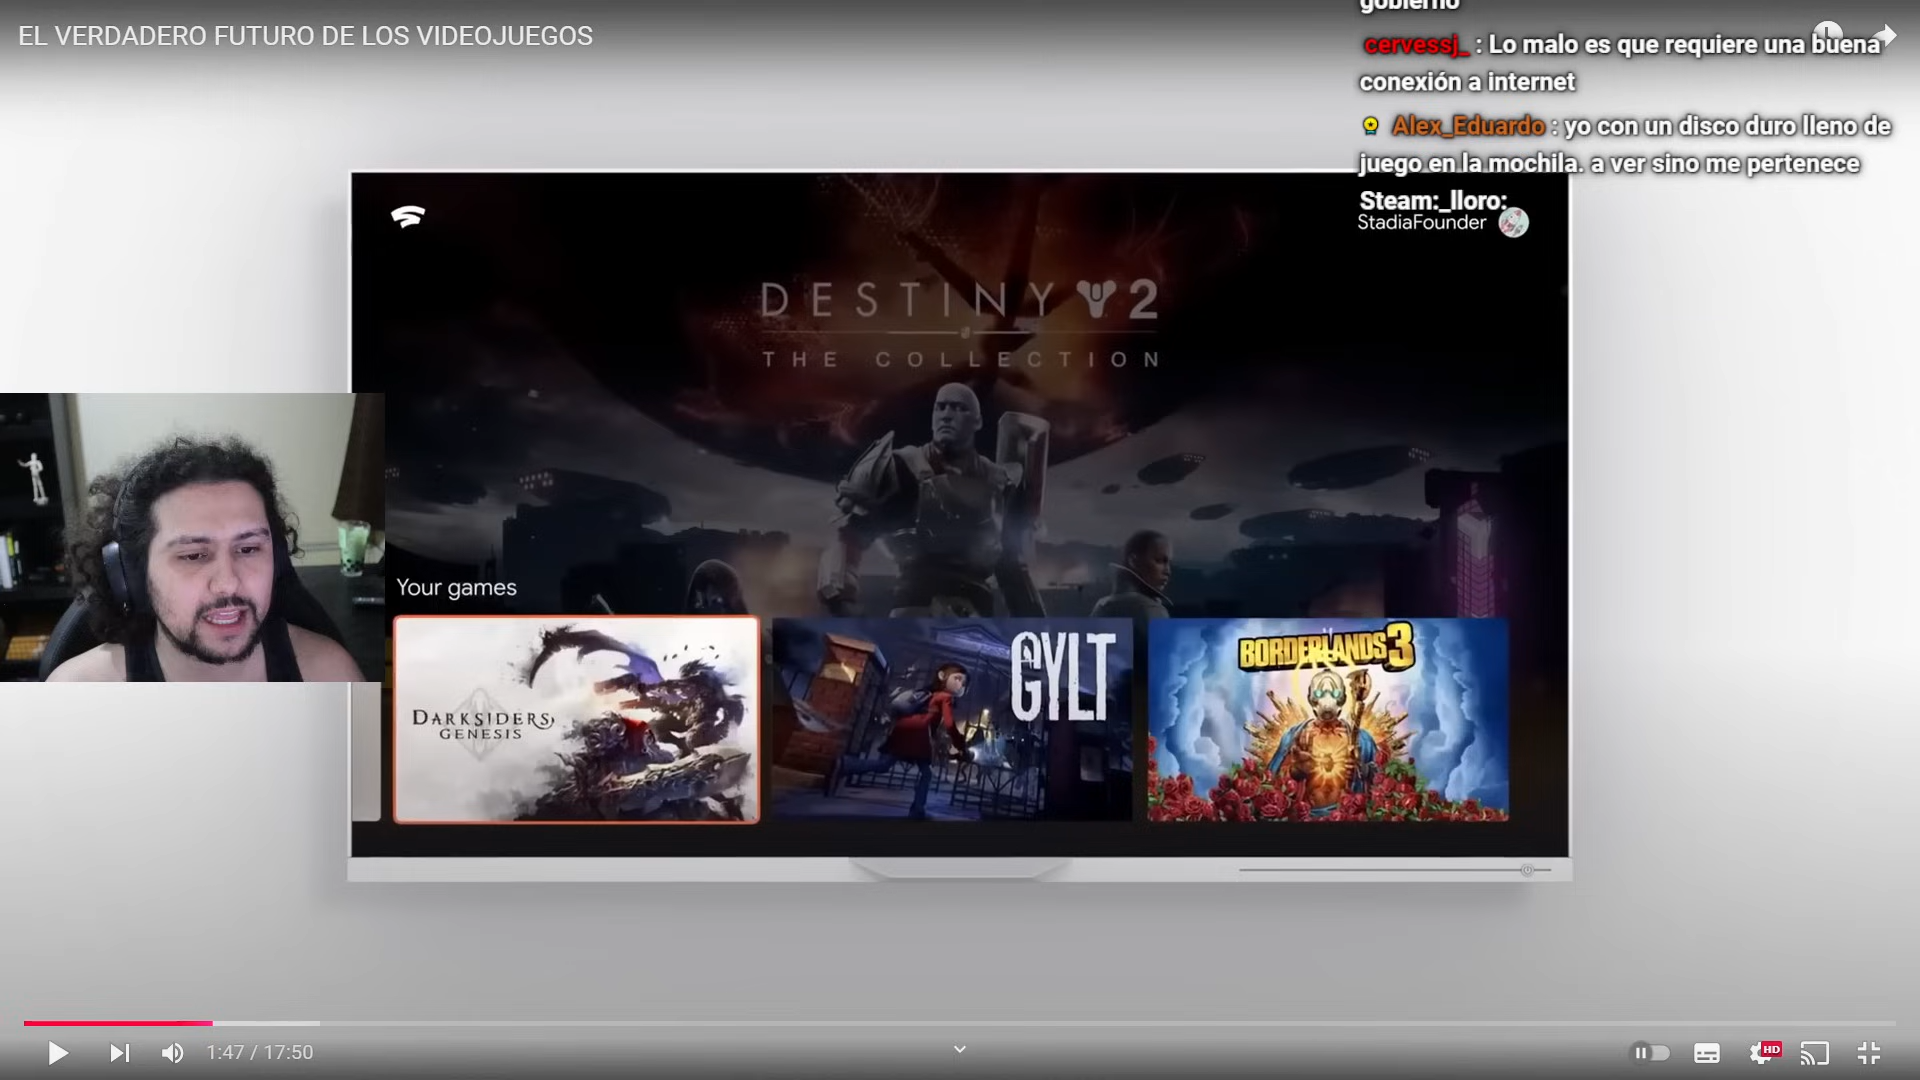 EL VERDADERO FUTURO DE LOS VIDEOJUEGOS
gobierno
cervessj_ : Lo malo es que requiere una buena
conexión a internet
Alex_Eduardo : yo con un disco duro lleno de
juego en la mochila. a ver sino me pertenece
Steam:_lloro:
StadiaFounder
DESTINY 2
THE COLLECTION
Your games
DARKSIDERS
GENESIS
GYLT
BORDERLANDS 3
1:47 / 17:50
HD